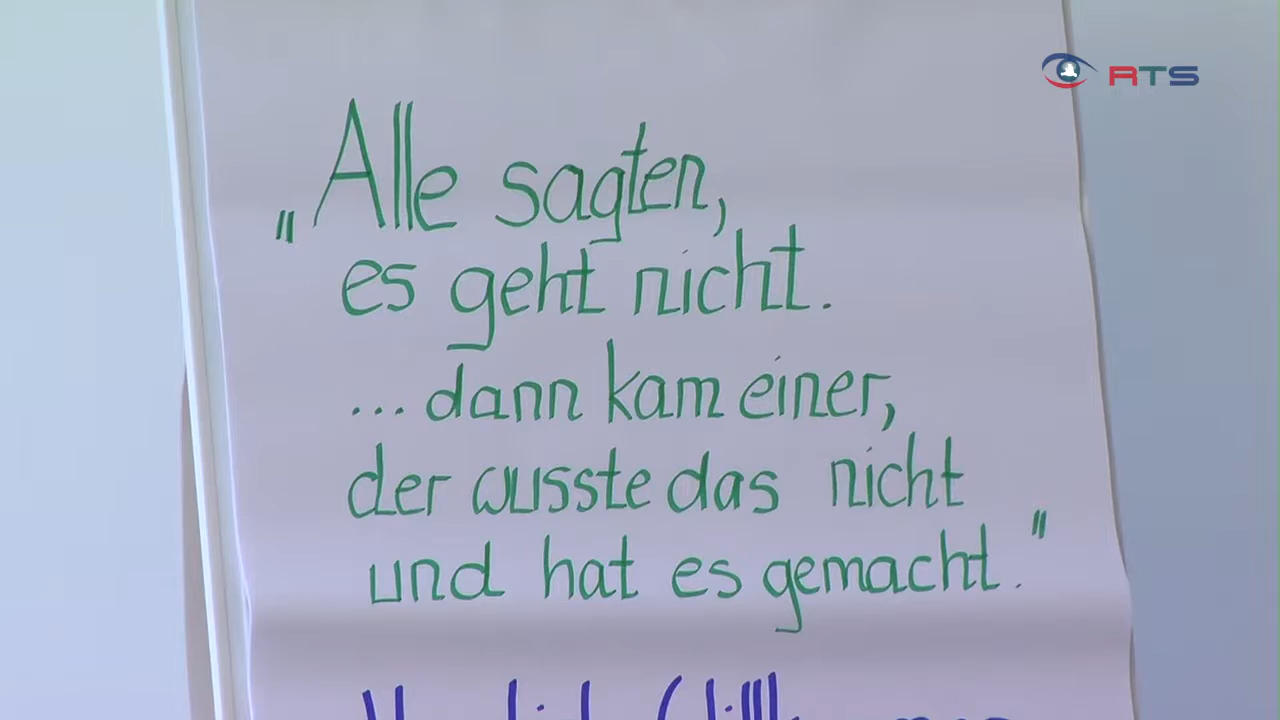 RTS
„Alle sagten,
es geht nicht.
... dann kam einer,
der wusste das nicht
und hat es gemacht."